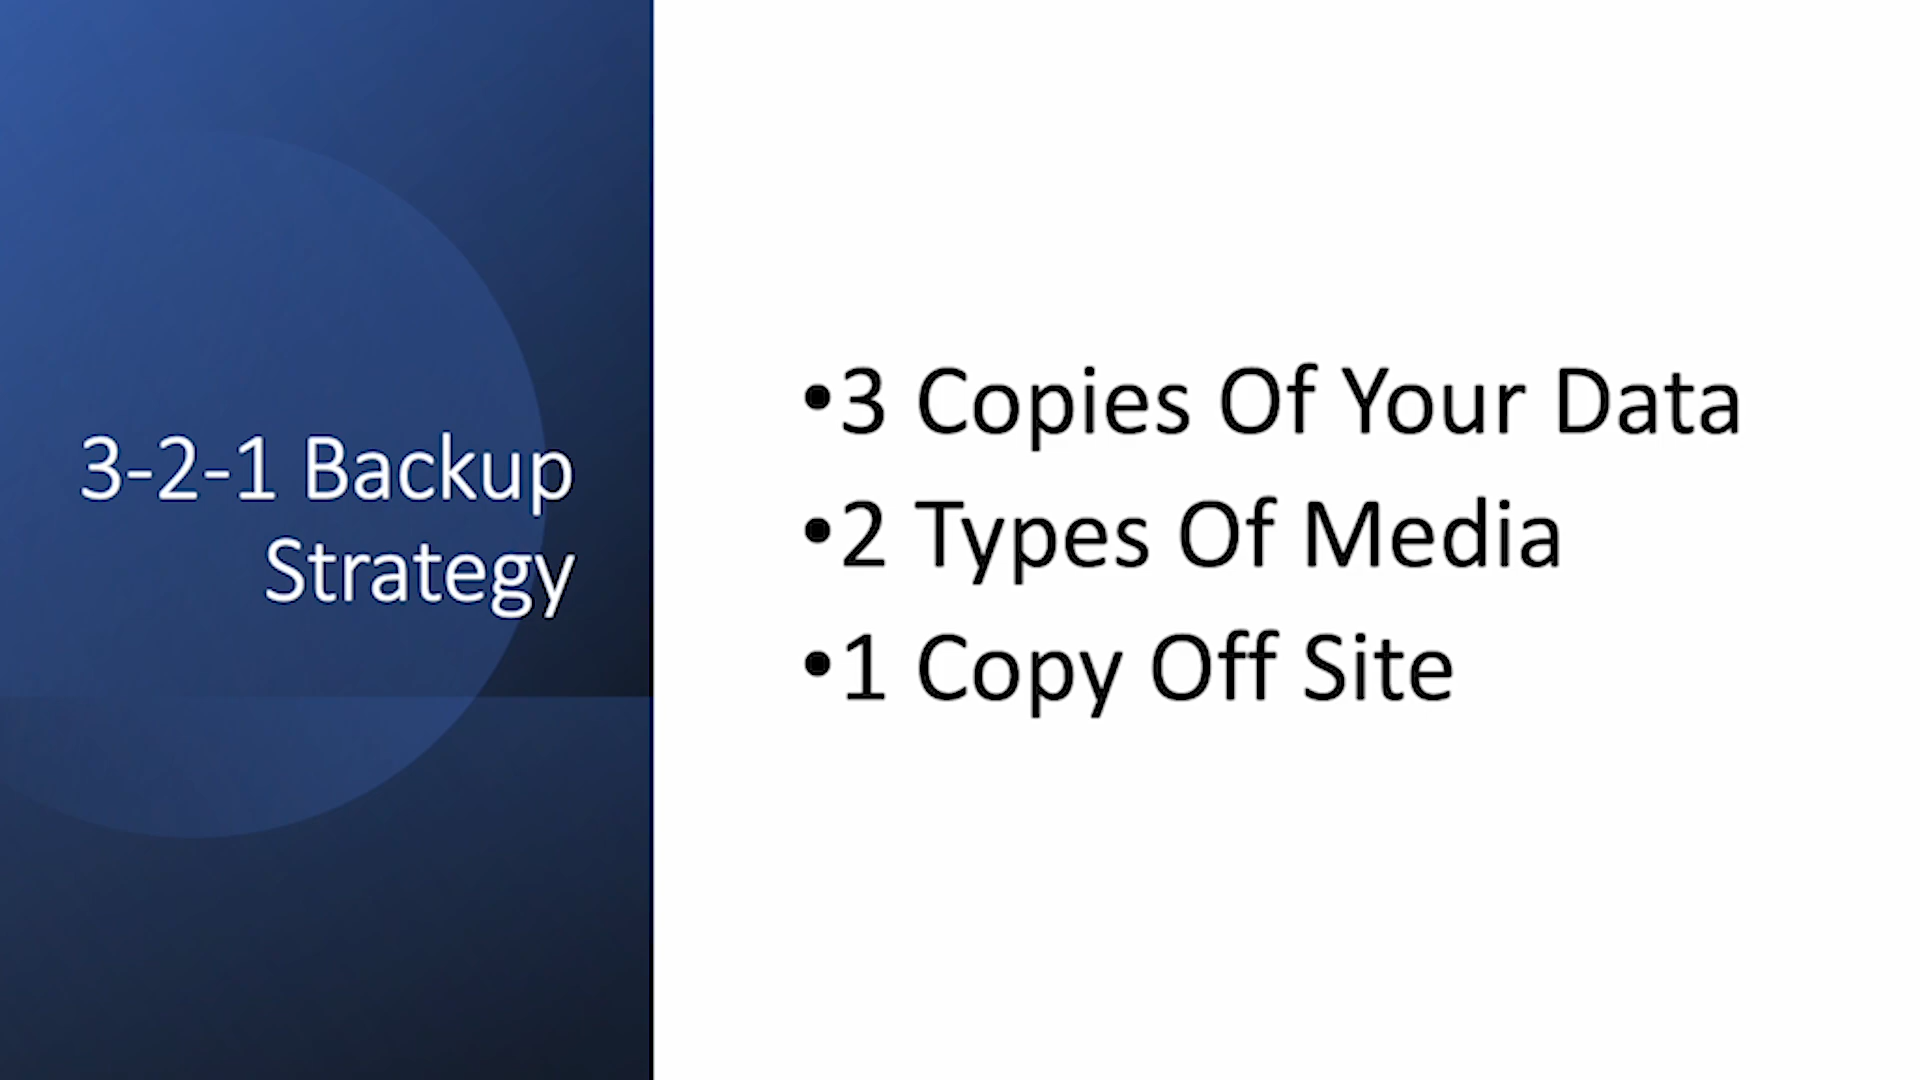 3-2-1 Backup
Strategy
•3 Copies Of Your Data
•2 Types Of Media
•1 Copy Off Site